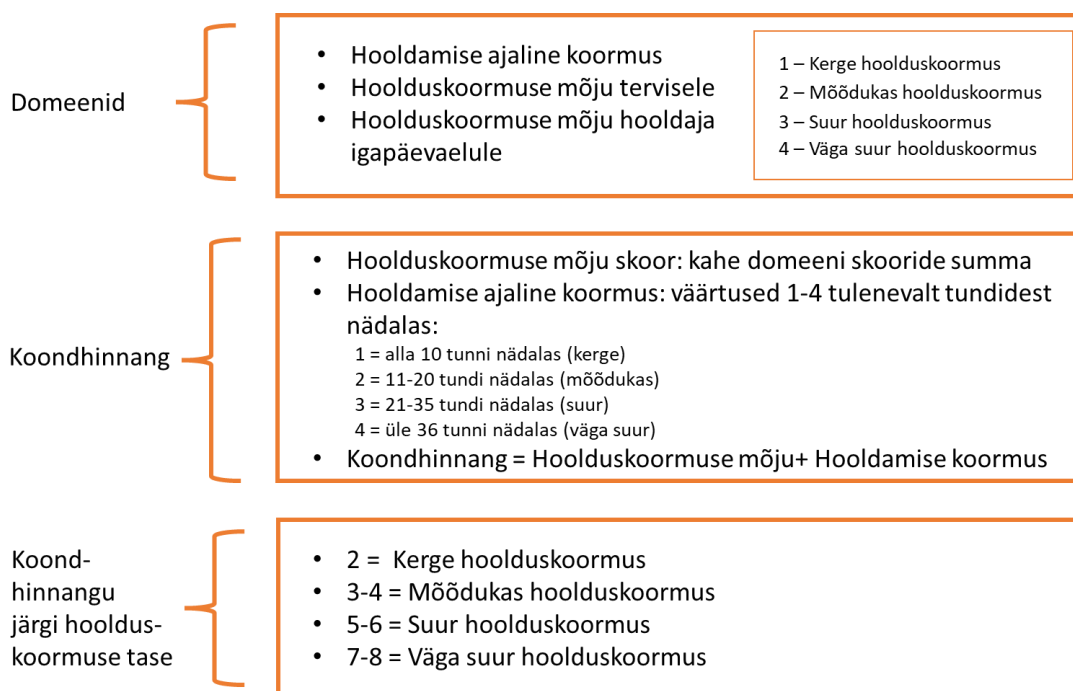 Domeenid
• Hooldamise ajaline koormus
• Hoolduskoormuse mõju tervisele
• Hoolduskoormuse mõju hooldaja
igapäevaelule
1 – Kerge hoolduskoormus
2 – Mõõdukas hoolduskoormus
3 – Suur hoolduskoormus
4 – Väga suur hoolduskoormus
Koondhinnang
• Hoolduskoormuse mõju skoor: kahe domeeni skooride summa
• Hooldamise ajaline koormus: väärtused 1-4 tulenevalt tundidest
nädalas:
1 = alla 10 tunni nädalas (kerge)
2 = 11-20 tundi nädalas (mõõdukas)
3 = 21-35 tundi nädalas (suur)
4 = üle 36 tunni nädalas (väga suur)
• Koondhinnang = Hoolduskoormuse mõju+ Hooldamise koormus
Koond-
hinnangu
järgi hooldus-
koormuse tase
• 2 = Kerge hoolduskoormus
• 3-4 = Mõõdukas hoolduskoormus
• 5-6 = Suur hoolduskoormus
• 7-8 = Väga suur hoolduskoormus